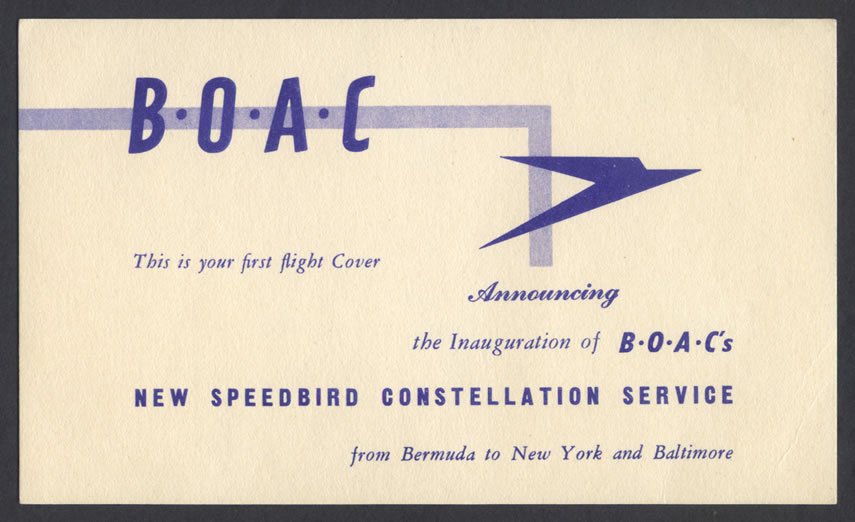 B·O·A·C
This is your first flight Cover
Announcing
the Inauguration of B·O·A·C's
NEW SPEEDBIRD CONSTELLATION SERVICE
from Bermuda to New York and Baltimore